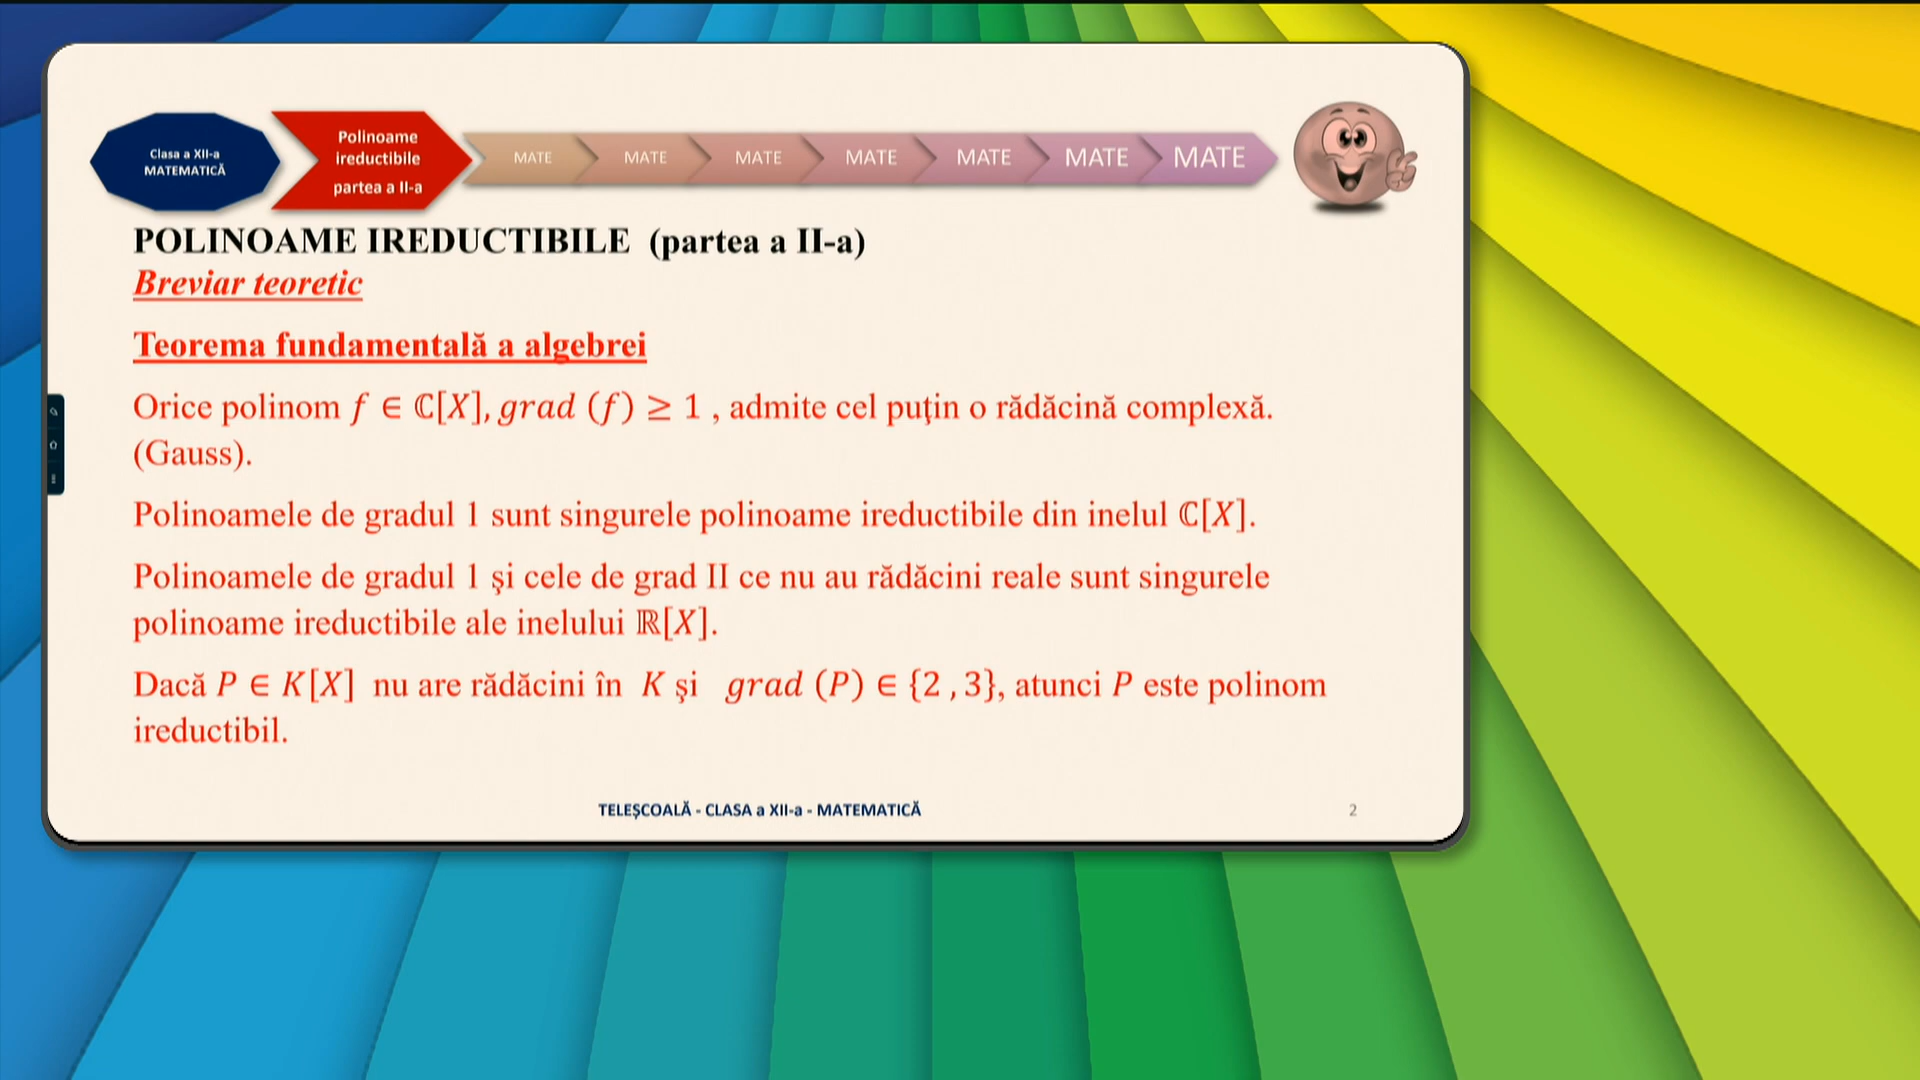 Clasa a XII-a
MATEMATICĂ
Polinoame
ireductibile
partea a II-a
MATE MATE MATE MATE MATE MATE MATE
POLINOAME IREDUCTIBILE (partea a II-a)
Breviar teoretic
Teorema fundamentală a algebrei
Orice polinom f ∈ ℂ[X], grad (f) ≥ 1 , admite cel puţin o rădăcină complexă.
(Gauss).
Polinoamele de gradul 1 sunt singurele polinoame ireductibile din inelul ℂ[X].
Polinoamele de gradul 1 şi cele de grad II ce nu au rădăcini reale sunt singurele
polinoame ireductibile ale inelului ℝ[X].
Dacă P ∈ K[X] nu are rădăcini în K şi grad (P) ∈ {2 , 3}, atunci P este polinom
ireductibil.
TELEŞCOALĂ - CLASA a XII-a - MATEMATICĂ
2